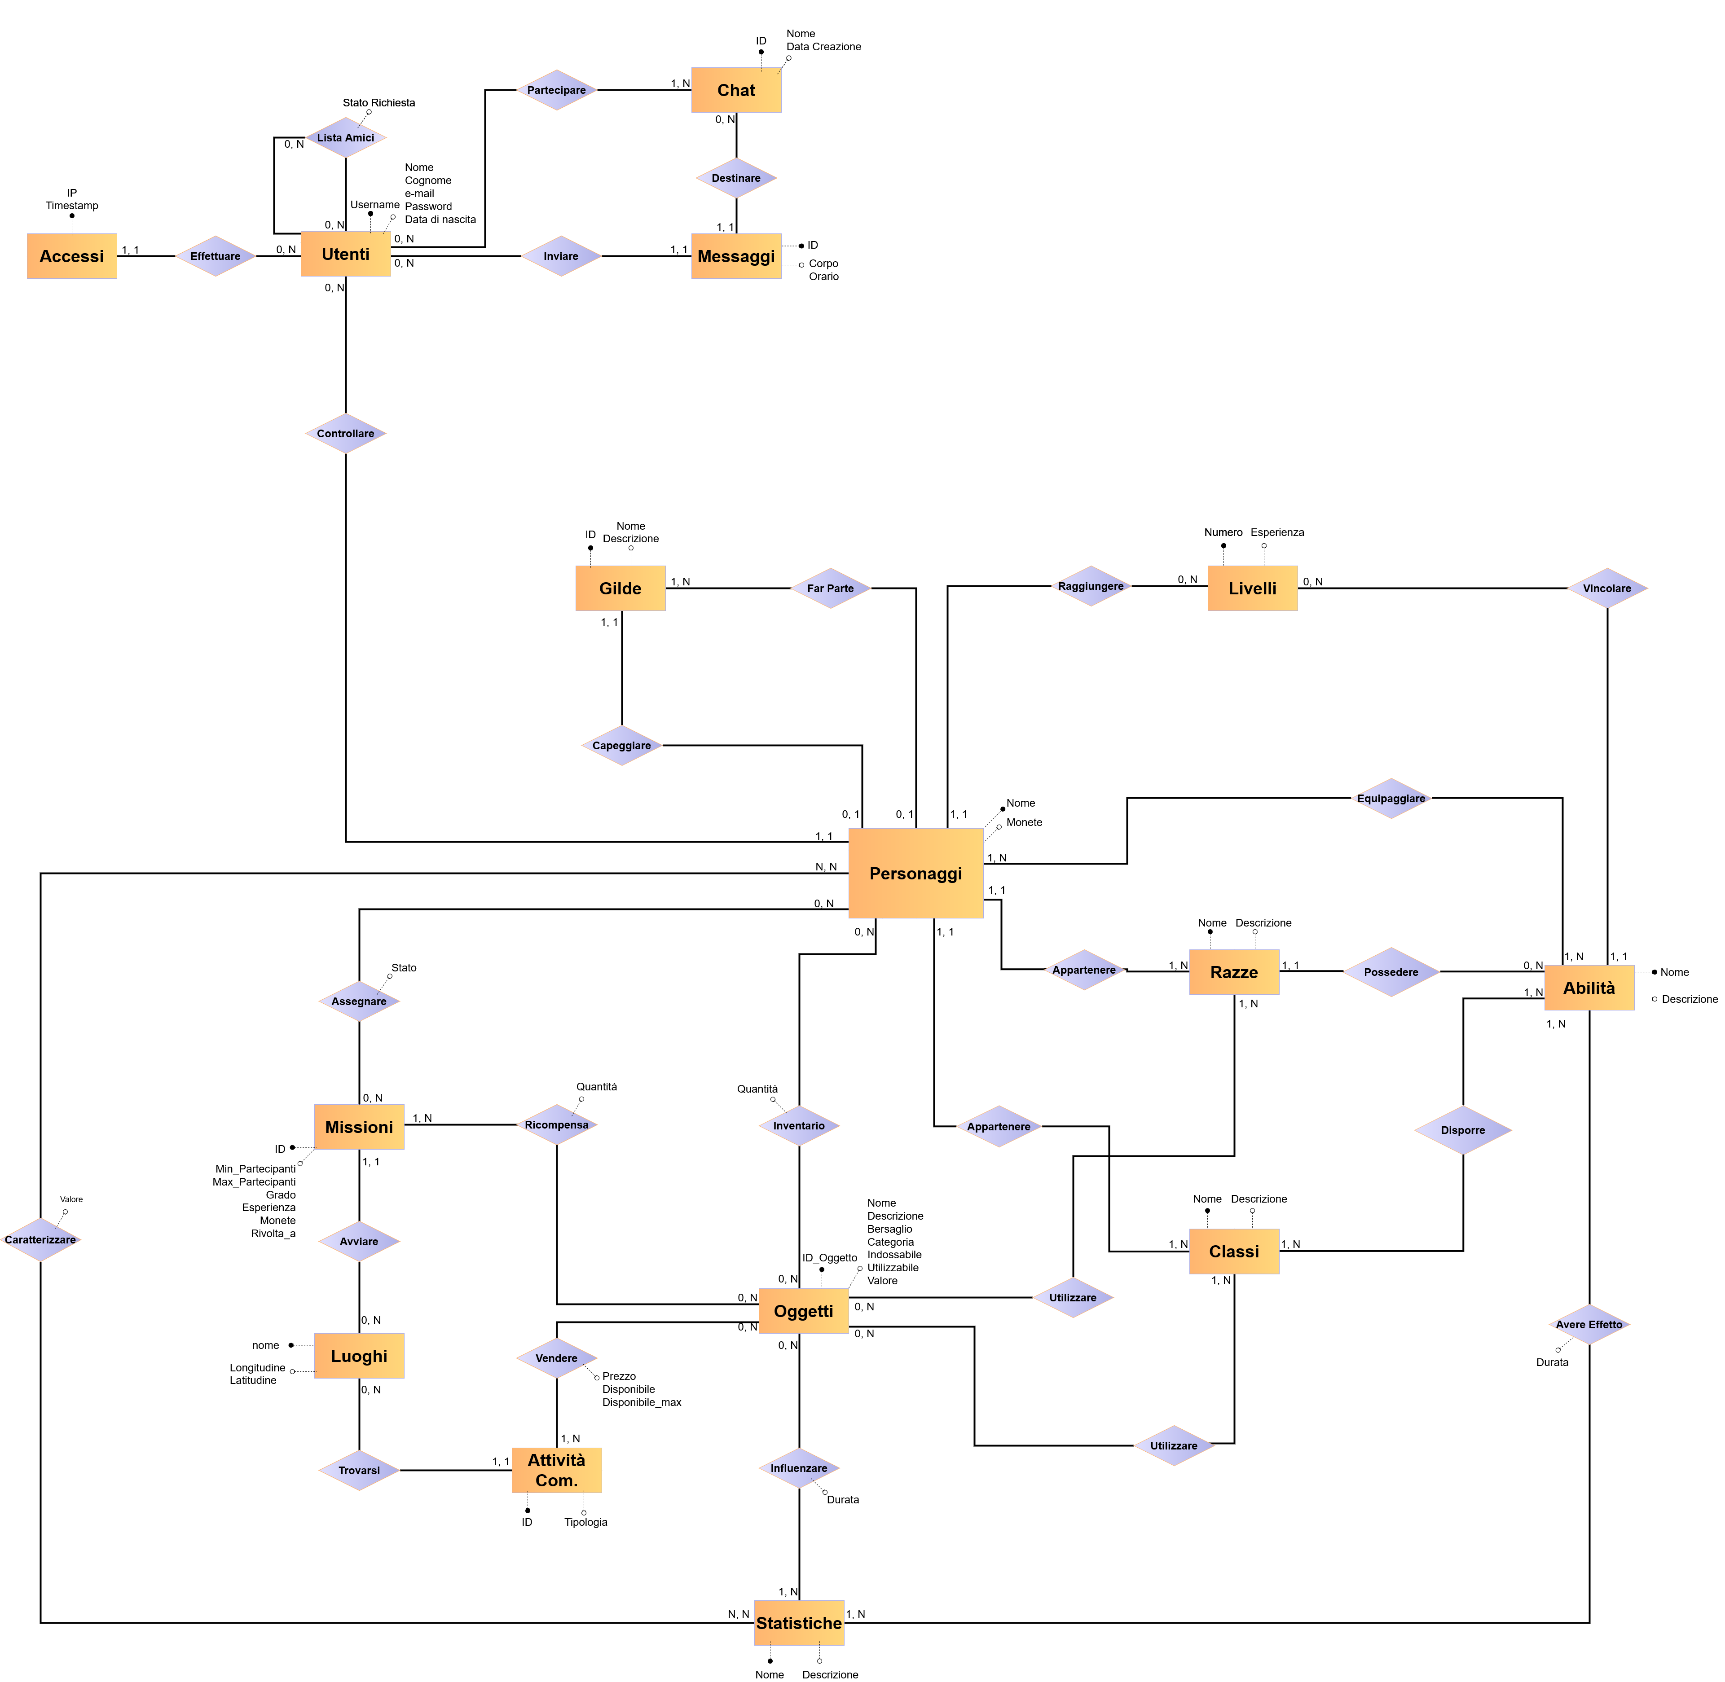 Nome
Data Creazione
ID
Chat
1, N
Partecipare
0, N
Stato Richiesta
Lista Amici
0, N
Destinare
Nome
Cognome
e-mail
Password
Data di nascita
Username
IP
Timestamp
0, N
0, N
1, 1
Accessi
1, 1
Effettuare
0, N
Utenti
0, N
Inviare
1, 1
Messaggi
ID
Corpo
Orario
0, N
Controllare
ID
Nome
Descrizione
Gilde
1, N
Far Parte
1, 1
Numero
Esperienza
Raggiungere
0, N
Livelli
0, N
Vincolare
Capeggiare
Equipaggiare
0, 1
0, 1
1, 1
Nome
Monete
1, 1
N, N
0, N
Personaggi
1, N
1, 1
0, N
1, 1
Nome
Descrizione
Appartenere
1, N
Razze
1, 1
Possedere
0, N
1, N
1, 1
Abilità
Nome
Descrizione
1, N
1, N
1, N
Stato
Assegnare
0, N
Missioni
1, N
Quantità
Ricompensa
Quantità
Inventario
Appartenere
Disporre
ID
Min_Partecipanti
Max_Partecipanti
Grado
Esperienza
Monete
Rivolta_a
1, 1
Valore
Caratterizzare
Avviare
Nome
Descrizione
Bersaglio
Categoria
Indossabile
Utilizzabile
Valore
ID_Oggetto
0, N
Nome
Descrizione
1, N
Classi
1, N
1, N
0, N
Oggetti
0, N
Utilizzare
0, N
0, N
0, N
0, N
nome
Longitudine
Latitudine
Luoghi
0, N
Vendere
Prezzo
Disponibile
Disponibile_max
Avere Effetto
Durata
1, N
Trovarsi
1, 1
Attività
Com.
ID
Tipologia
Influenzare
Durata
Utilizzare
1, N
N, N
Statistiche
1, N
Nome
Descrizione